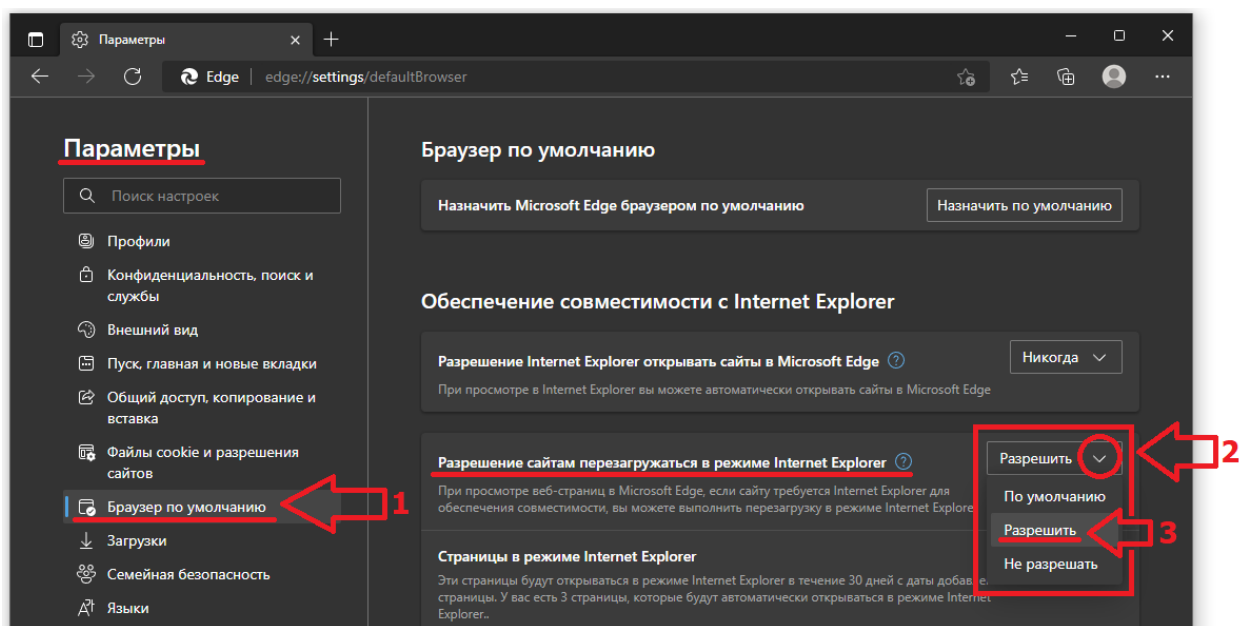 Параметры
Edge | edge://settings/defaultBrowser
Параметры
Поиск настроек
Профили
Конфиденциальность, поиск и
службы
Внешний вид
Пуск, главная и новые вкладки
Общий доступ, копирование и
вставка
Файлы cookie и разрешения
сайтов
Браузер по умолчанию
1
Загрузки
Семейная безопасность
Языки
Браузер по умолчанию
Назначить Microsoft Edge браузером по умолчанию
Назначить по умолчанию
Обеспечение совместимости с Internet Explorer
Разрешение Internet Explorer открывать сайты в Microsoft Edge
Никогда
При просмотре в Internet Explorer вы можете автоматически открывать сайты в Microsoft Edge
Разрешение сайтам перезагружаться в режиме Internet Explorer
Разрешить
2
При просмотре веб-страниц в Microsoft Edge, если сайту требуется Internet Explorer для
обеспечения совместимости, вы можете выполнить перезагрузку в режиме Internet Explore
По умолчанию
Разрешить
3
Не разрешать
Страницы в режиме Internet Explorer
Эти страницы будут открываться в режиме Internet Explorer в течение 30 дней с даты
страницы. У вас есть 3 страницы, которые будут автоматически открываться в режиме Internet
Explorer..